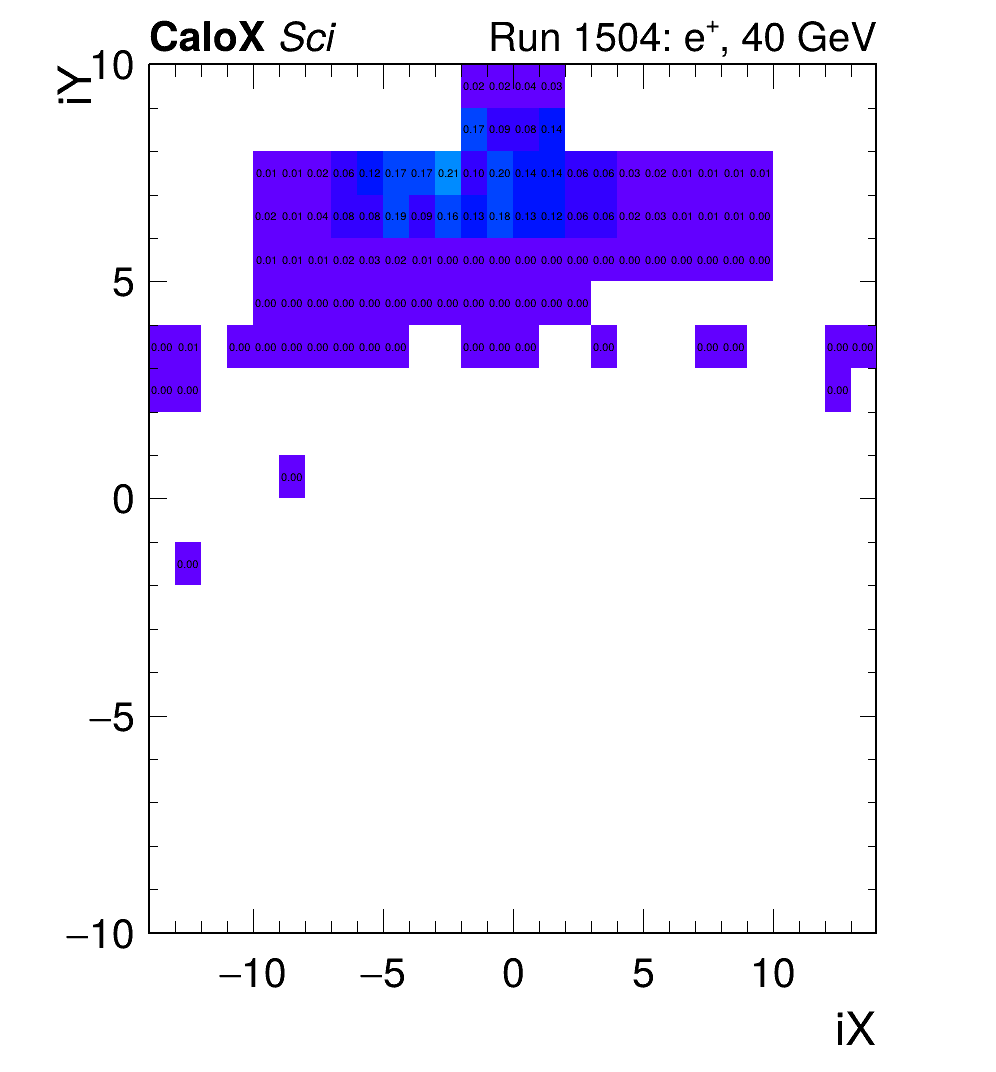 CaloX Sci Run 1504: e⁺, 40 GeV
iY
10
0.02 0.02 0.04 0.03
0.17 0.09 0.08 0.14
0.01 0.01 0.02 0.06 0.12 0.17 0.17 0.21 0.10 0.20 0.14 0.14 0.08 0.06 0.03 0.02 0.01 0.01 0.01 0.01
0.02 0.01 0.04 0.08 0.08 0.19 0.09 0.16 0.13 0.18 0.13 0.12 0.06 0.06 0.02 0.03 0.01 0.01 0.01 0.00
0.01 0.01 0.01 0.02 0.03 0.02 0.01 0.00 0.00 0.00 0.00 0.00 0.00 0.00 0.00 0.00 0.00 0.00 0.00 0.00
5
0.00 0.00 0.00 0.00 0.00 0.00 0.00 0.00 0.00 0.00 0.00 0.00 0.00
0.00 0.01 0.00 0.00 0.00 0.00 0.00 0.00 0.00 0.00 0.00 0.00 0.00 0.00 0.00 0.00 0.00
0.00 0.00 0.00
0.00
0
0.00
−5
−10
−10 −5 0 5 10
iX